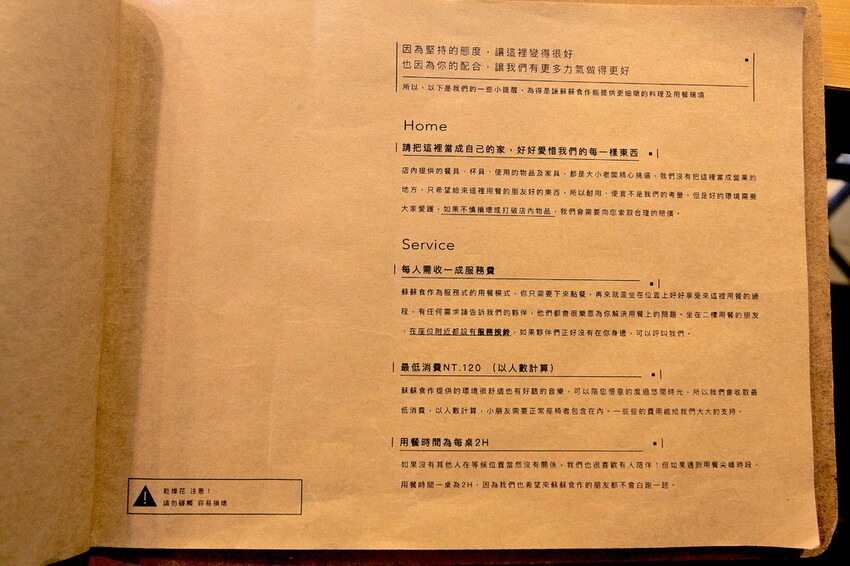 因為堅持的態度，讓這裡變得很好
也因為你的配合，讓我們有更多力氣做得更好
所以，以下是我們的一些小提醒，為得是讓穌穌食作能提供更細緻的料理及用餐環境
Home
請把這裡當成自己的家，好好愛惜我們的每一樣東西
店內提供的餐具、杯具、使用的物品及家具，都是大小老闆精心挑選、我們沒有把這裡當成營業的
地方，只希望給來這裡用餐的朋友好的東西，所以耐用、便宜不是我們的考量，但是好的環境需要
大家愛護，如果不慎損壞或打破店內物品，我們會需要向您索取合理的賠償。
Service
每人需收一成服務費
穌穌食作為服務式的用餐模式，你只需要下來點餐，再來就是坐在位置上好好享受來這裡用餐的過
程，有任何需求請告訴我們的夥伴，他們都會很樂意為你解決用餐上的問題。坐在二樓用餐的朋友
，在座位附近都設有服務按鈴，如果夥伴們正好沒有在你身邊，可以呼叫我們。
最低消費NT.120 （以人數計算）
穌穌食作提供的環境很舒適也有好聽的音樂，可以陪您愜意的度過悠閒時光，所以我們會收取最
低消費，以人數計算，小朋友需要正常座椅者包含在內。一些些的費用能給我們大大的支持。
用餐時間為每桌2H
如果沒有其他人在等候位置當然沒有關係，我們也很喜歡有人陪伴！但如果遇到用餐尖峰時段，
用餐時間一桌為2H，因為我們也希望來穌穌食作的朋友都不會白跑一趟。
乾燥花 注意！
請勿碰觸 容易損壞